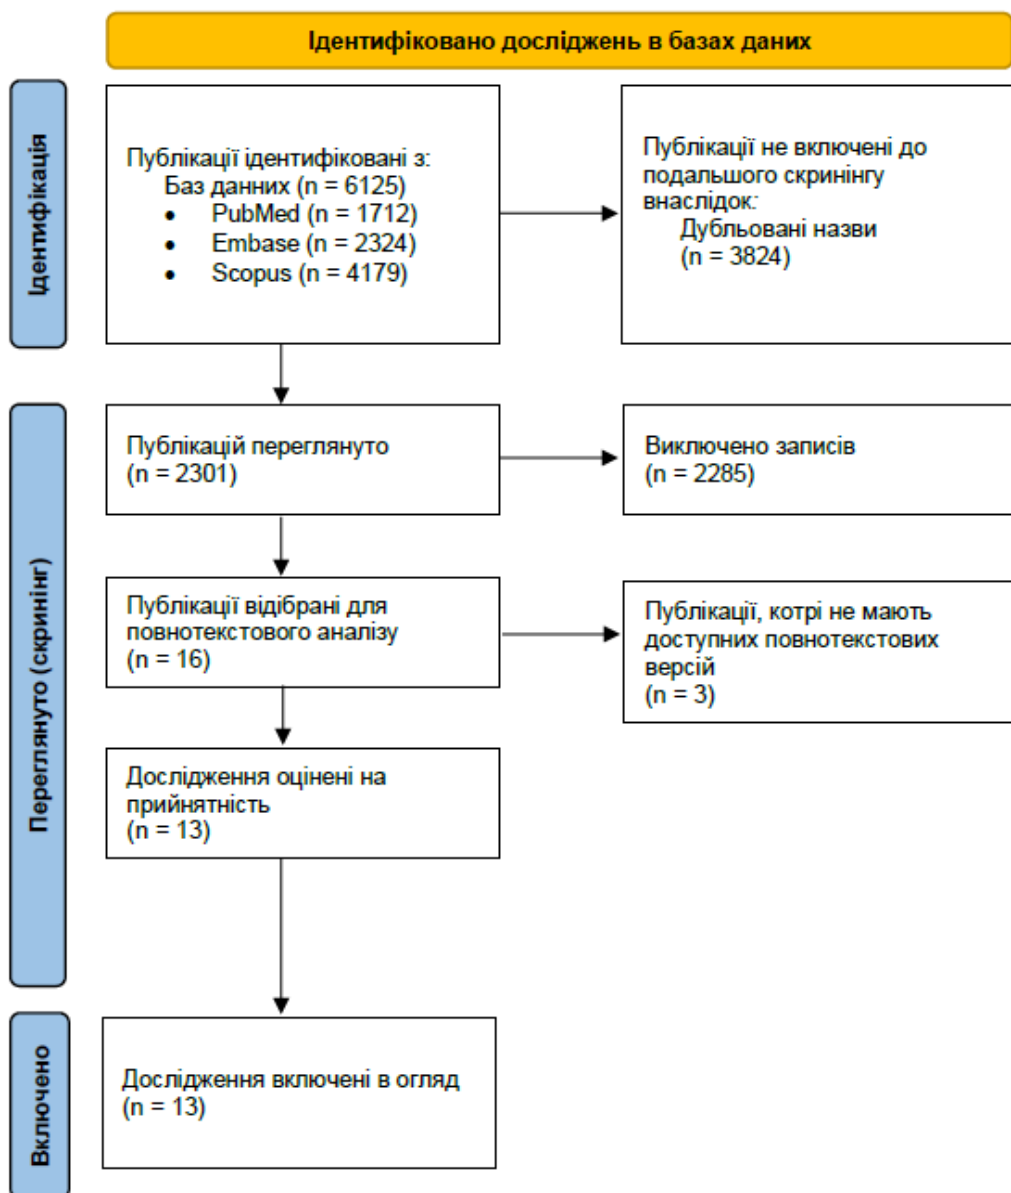 Ідентифіковано досліджень в базах даних
Ідентифікація
Публікації ідентифіковані з:
Баз данних (n = 6125)
• PubMed (n = 1712)
• Embase (n = 2324)
• Scopus (n = 4179)
Публікації не включені до
подальшого скринінгу
внаслідок:
Дубльовані назви
(n = 3824)
Переглянуто (скринінг)
Публікацій переглянуто
(n = 2301)
Виключено записів
(n = 2285)
Публікації відібрані для
повнотекстового аналізу
(n = 16)
Публікації, котрі не мають
доступних повнотекстових
версій
(n = 3)
Дослідження оцінені на
прийнятність
(n = 13)
Включено
Дослідження включені в огляд
(n = 13)